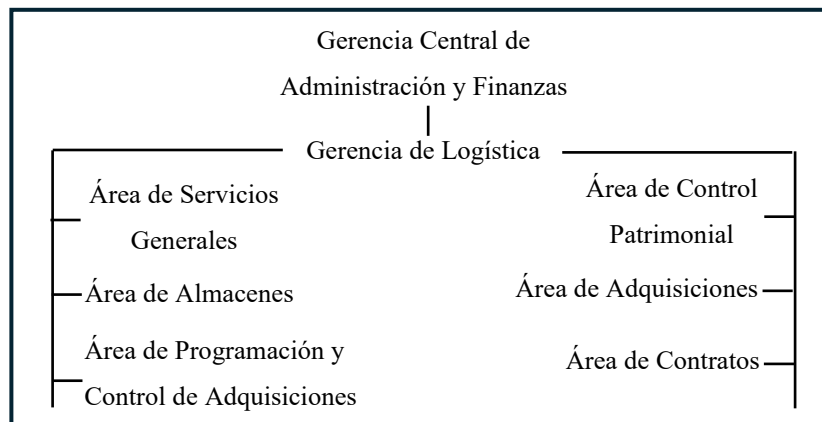 Gerencia Central de
Administración y Finanzas
Gerencia de Logística
Área de Servicios
Generales
Área de Almacenes
Área de Programación y
Control de Adquisiciones
Área de Control
Patrimonial
Área de Adquisiciones
Área de Contratos